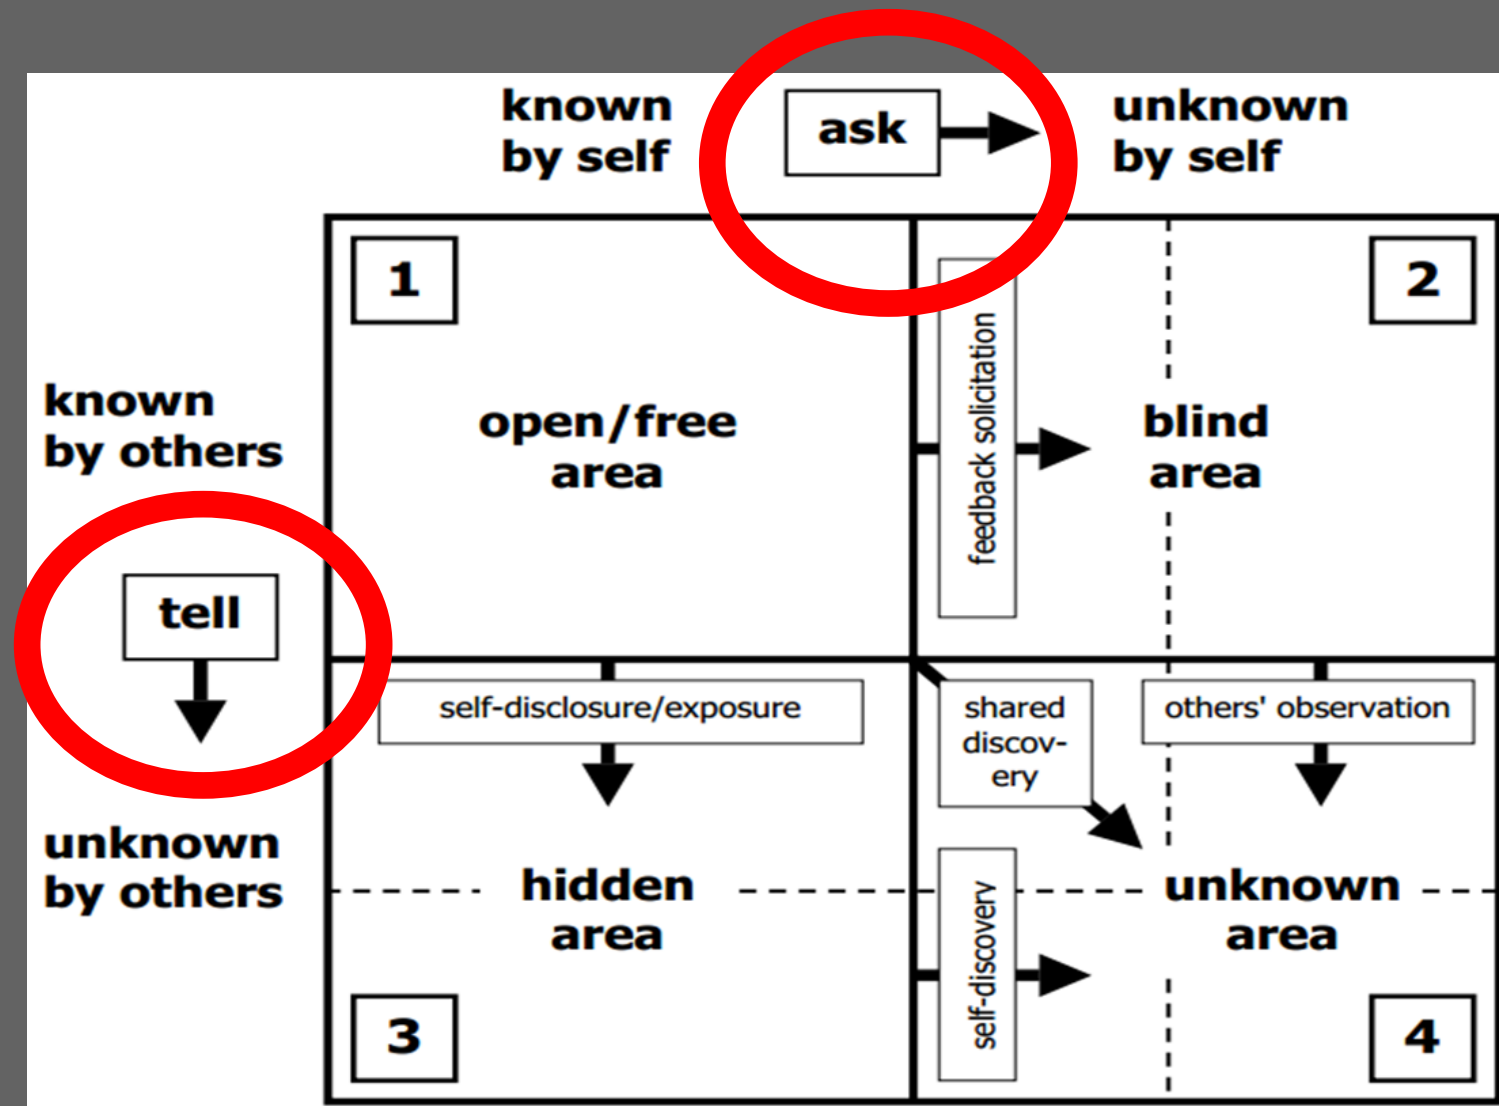 known
by self
ask
unknown
by self
1
2
known
by others
open/free
area
feedback solicitation
blind
area
tell
self-disclosure/exposure
shared
discov-
ery
others' observation
unknown
by others
hidden
area
self-discovery
unknown
area
3
4